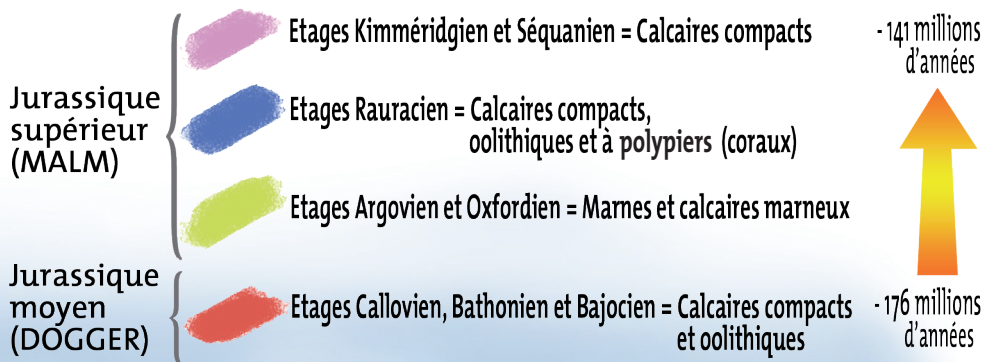 Jurassique
supérieur
(MALM)
Etages Kimméridgien et Séquanien = Calcaires compacts
Etages Rauracien = Calcaires compacts,
oolithiques et à polypiers (coraux)
Etages Argovien et Oxfordien = Marnes et calcaires marneux
Jurassique
moyen
(DOGGER)
Etages Callovien, Bathonien et Bajocien = Calcaires compacts
et oolithiques
- 141 millions
d'années
- 176 millions
d'années